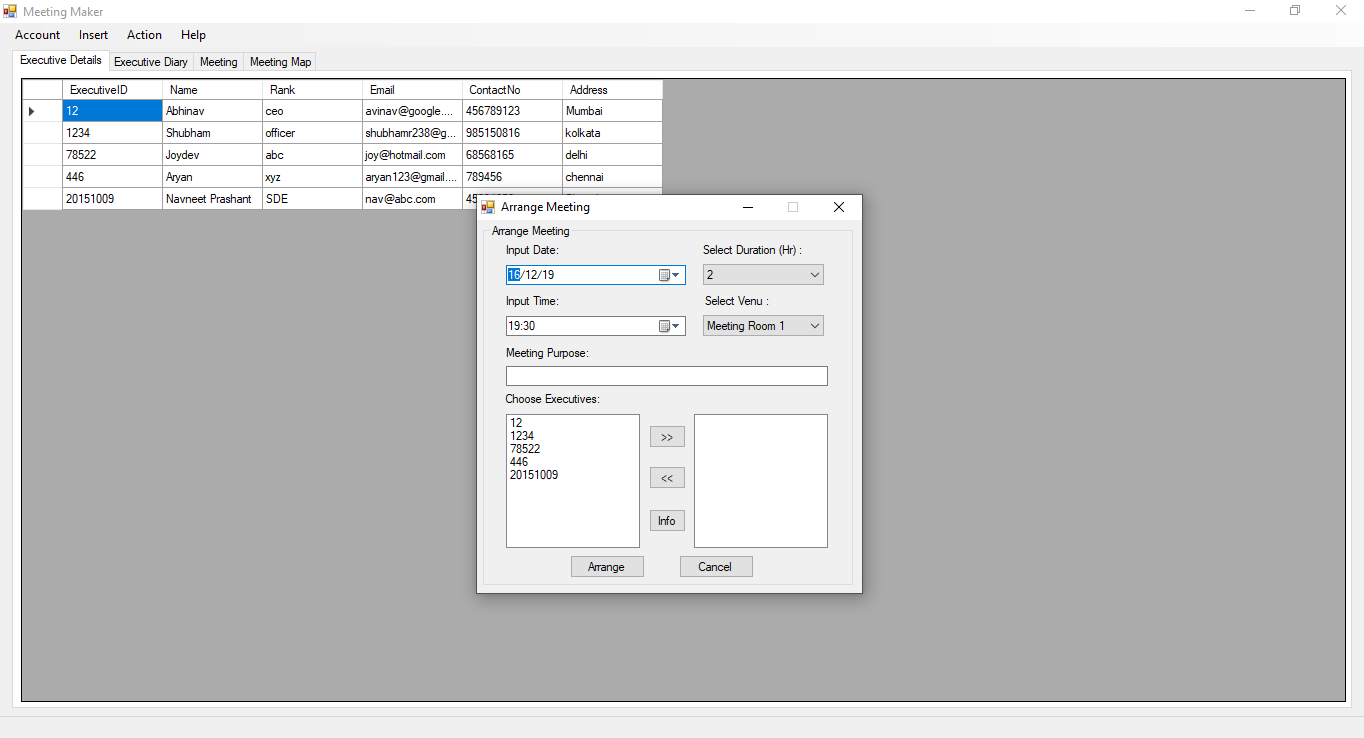 Meeting Maker
Account Insert Action Help
Executive Details Executive Diary Meeting Meeting Map
ExecutiveID Name Rank Email ContactNo Address
12 Abhinav ceo avinav@google.... 456789123 Mumbai
1234 Shubham officer shubhamr238@g... 985150816 kolkata
78522 Joydev abc joy@hotmail.com 68568165 delhi
446 Aryan xyz aryan123@gmail.... 789456 chennai
20151009 Navneet Prashant SDE nav@abc.com
Arrange Meeting
Arrange Meeting
Input Date: Select Duration (Hr) :
16/12/19 2
Input Time: Select Venu :
19:30 Meeting Room 1
Meeting Purpose:
Choose Executives:
12
1234
78522
446
20151009
>>
<<
Info
Arrange Cancel